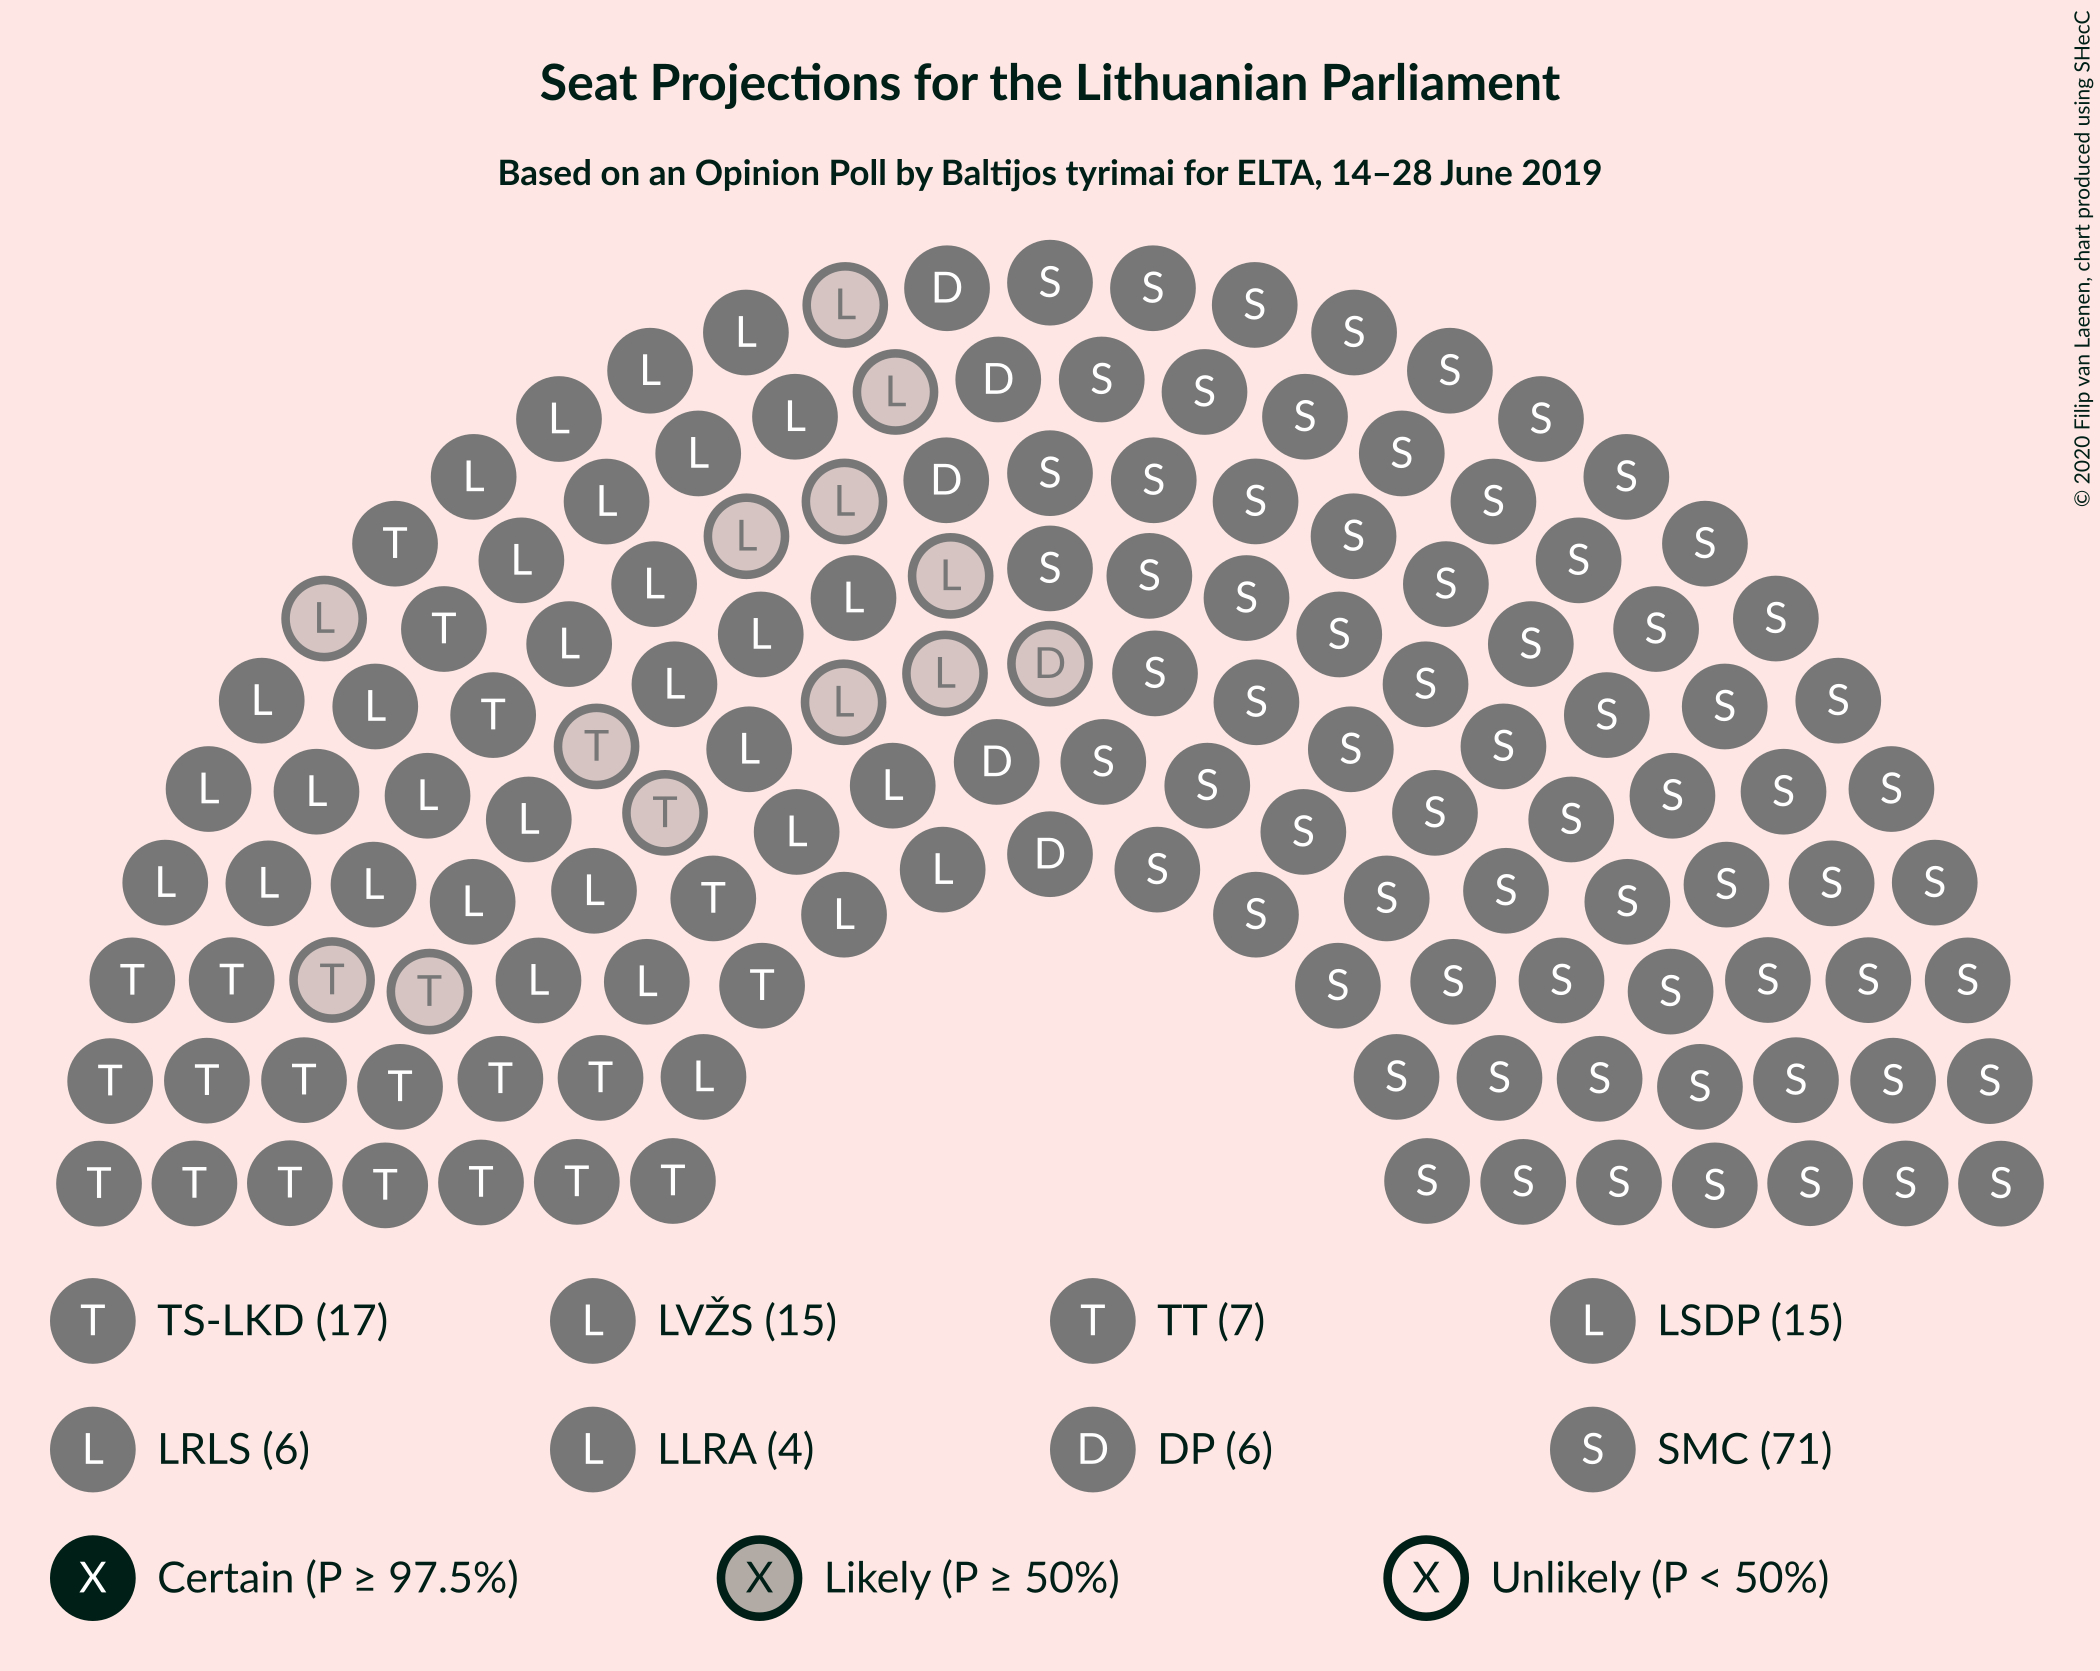 Seat Projections for the Lithuanian Parliament
Based on an Opinion Poll by Baltijos tyrimai for ELTA, 14–28 June 2019
© 2020 Filip van Laenen, chart produced using SHecC
L D S S S
L S
L L D S S S
L L S S
L L L D S S S S S
L L L S S S
T L L L L S S S S S
L T L L L D S S S S S
L L T T L L L S S S S S S
L L L L T L L D S S S S S S S S
L L L L L T L L D S S S S S S S S
T T T T L L T S S S S S S S
T T T T T T L S S S S S S S
T T T T T T T S S S S S S S
T TS-LKD (17) L LVŽS (15) T TT (7) L LSDP (15)
L LRLS (6) L LLRA (4) D DP (6) S SMC (71)
X Certain (P ≥ 97.5%) X Likely (P ≥ 50%) X Unlikely (P < 50%)